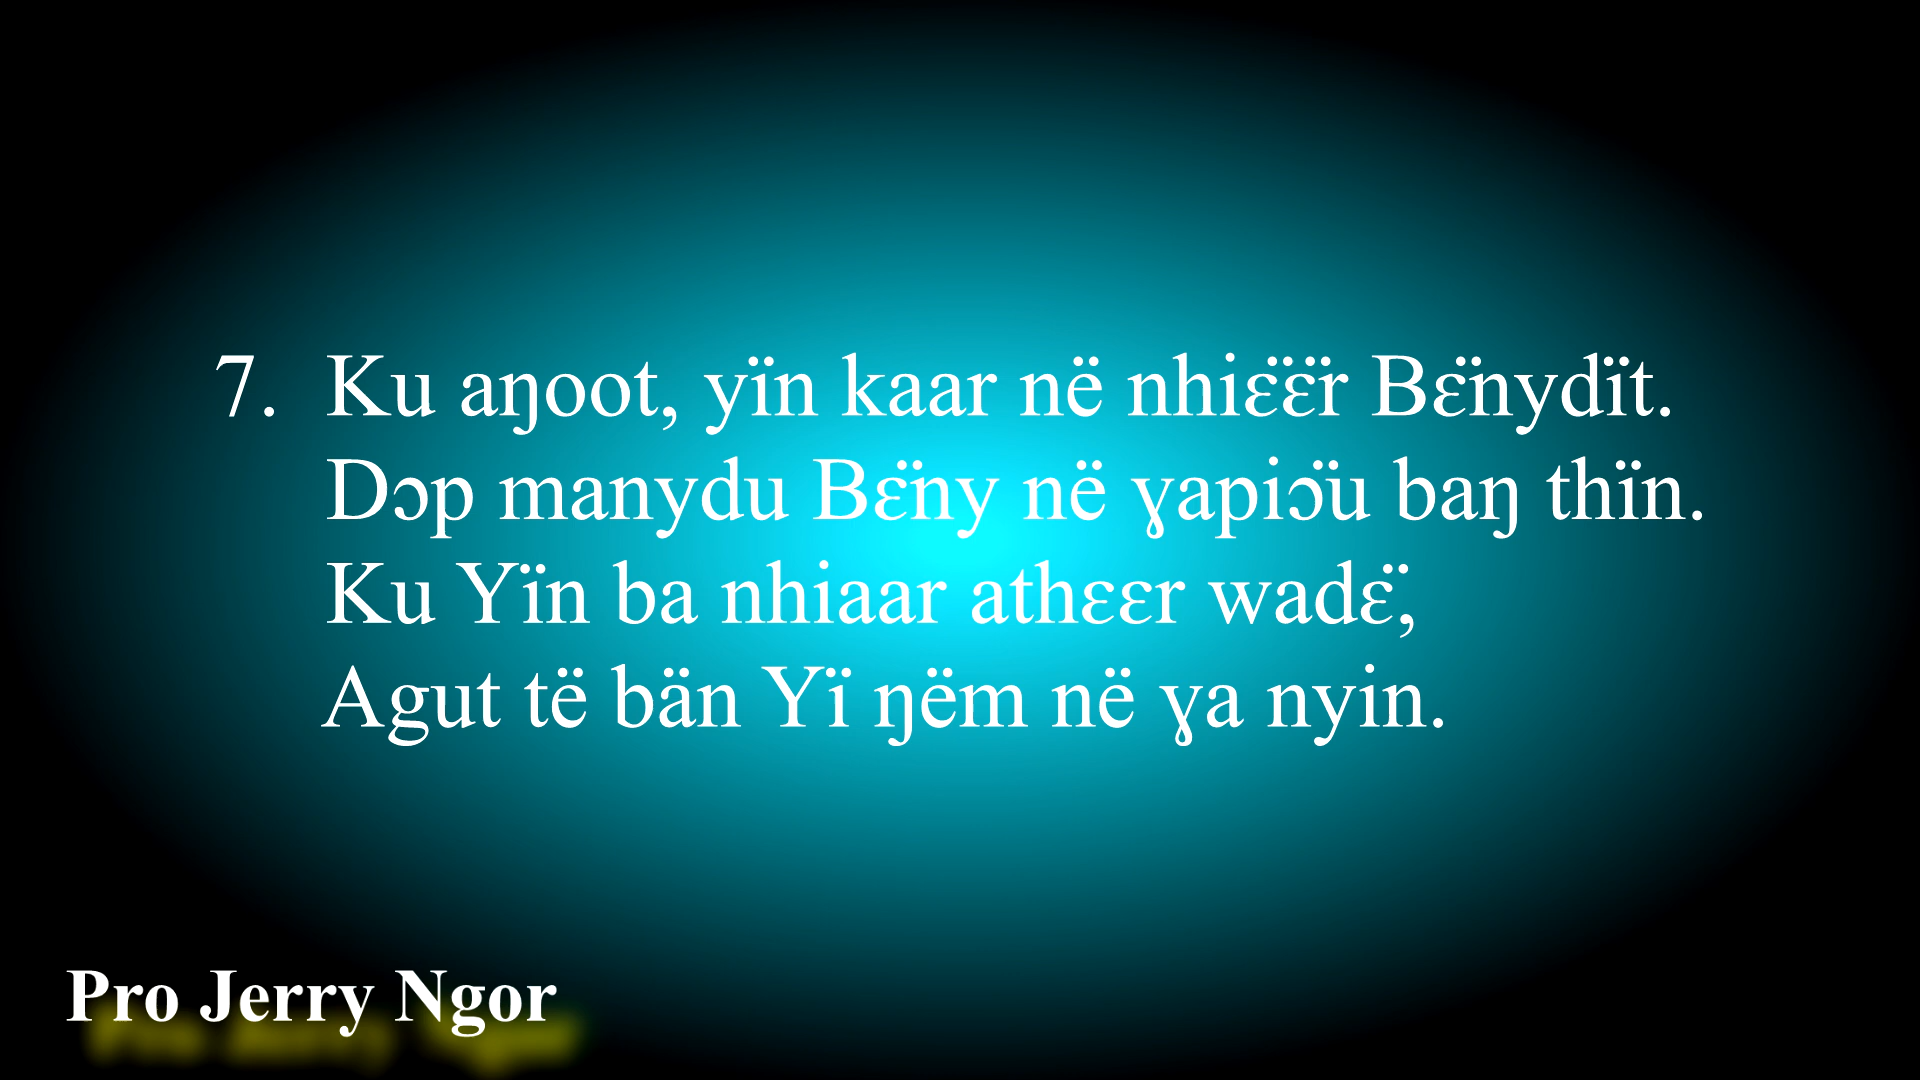 7. Ku aŋoot, yïn kaar në nhiɛ̈ɛ̈r Bɛ̈nydït.
Dɔp manydu Bɛ̈ny në ɣapiɔ̈u baŋ thïn.
Ku Yïn ba nhiaar athɛɛr wadɛ̈,
Agut të bän Yï ŋëm në ɣa nyin.
Pro Jerry Ngor